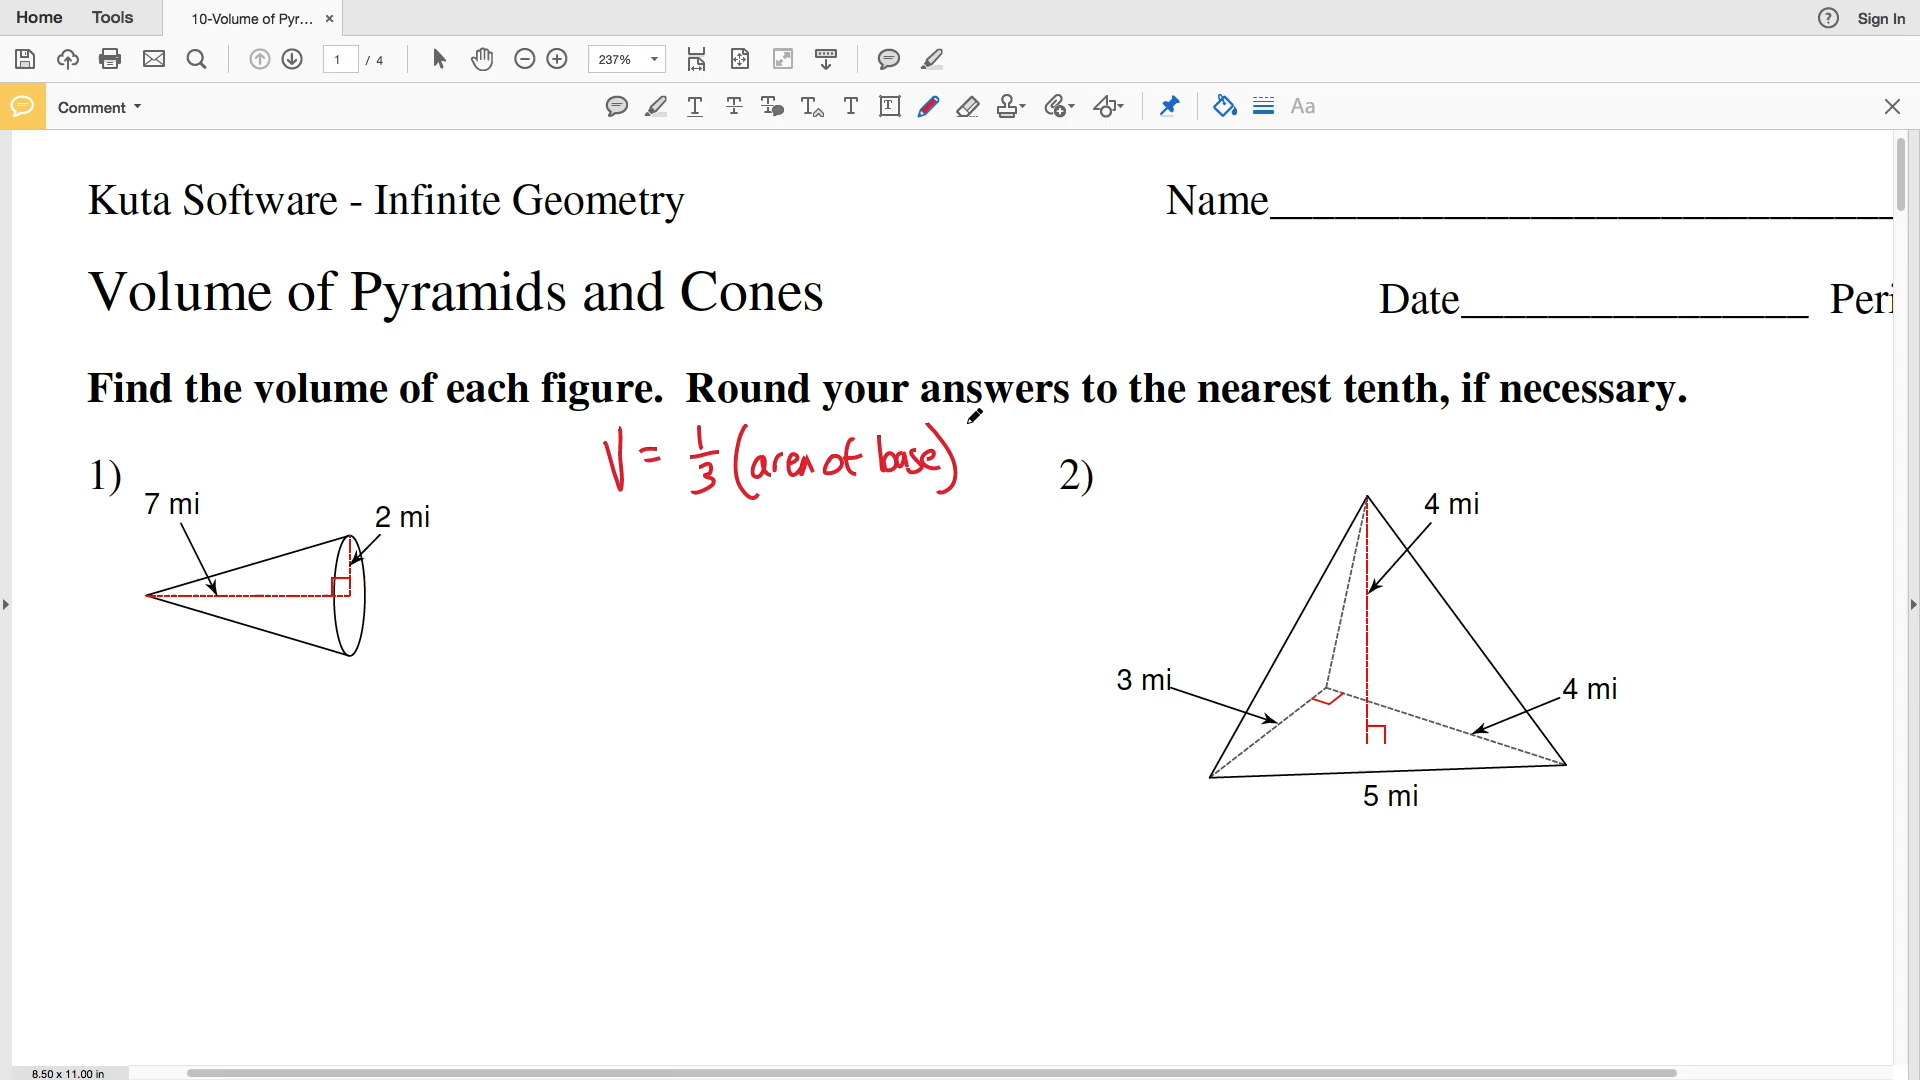 Home Tools 10-Volume of Pyr... × ? Sign In
1 / 4 237%
Comment T T T T T T Aa
Kuta Software - Infinite Geometry Name
Volume of Pyramids and Cones Date Peri
Find the volume of each figure. Round your answers to the nearest tenth, if necessary.
V = 1/3 (area of base)
1)
7 mi
2 mi
2)
4 mi
3 mi
4 mi
5 mi
8.50 x 11.00 in